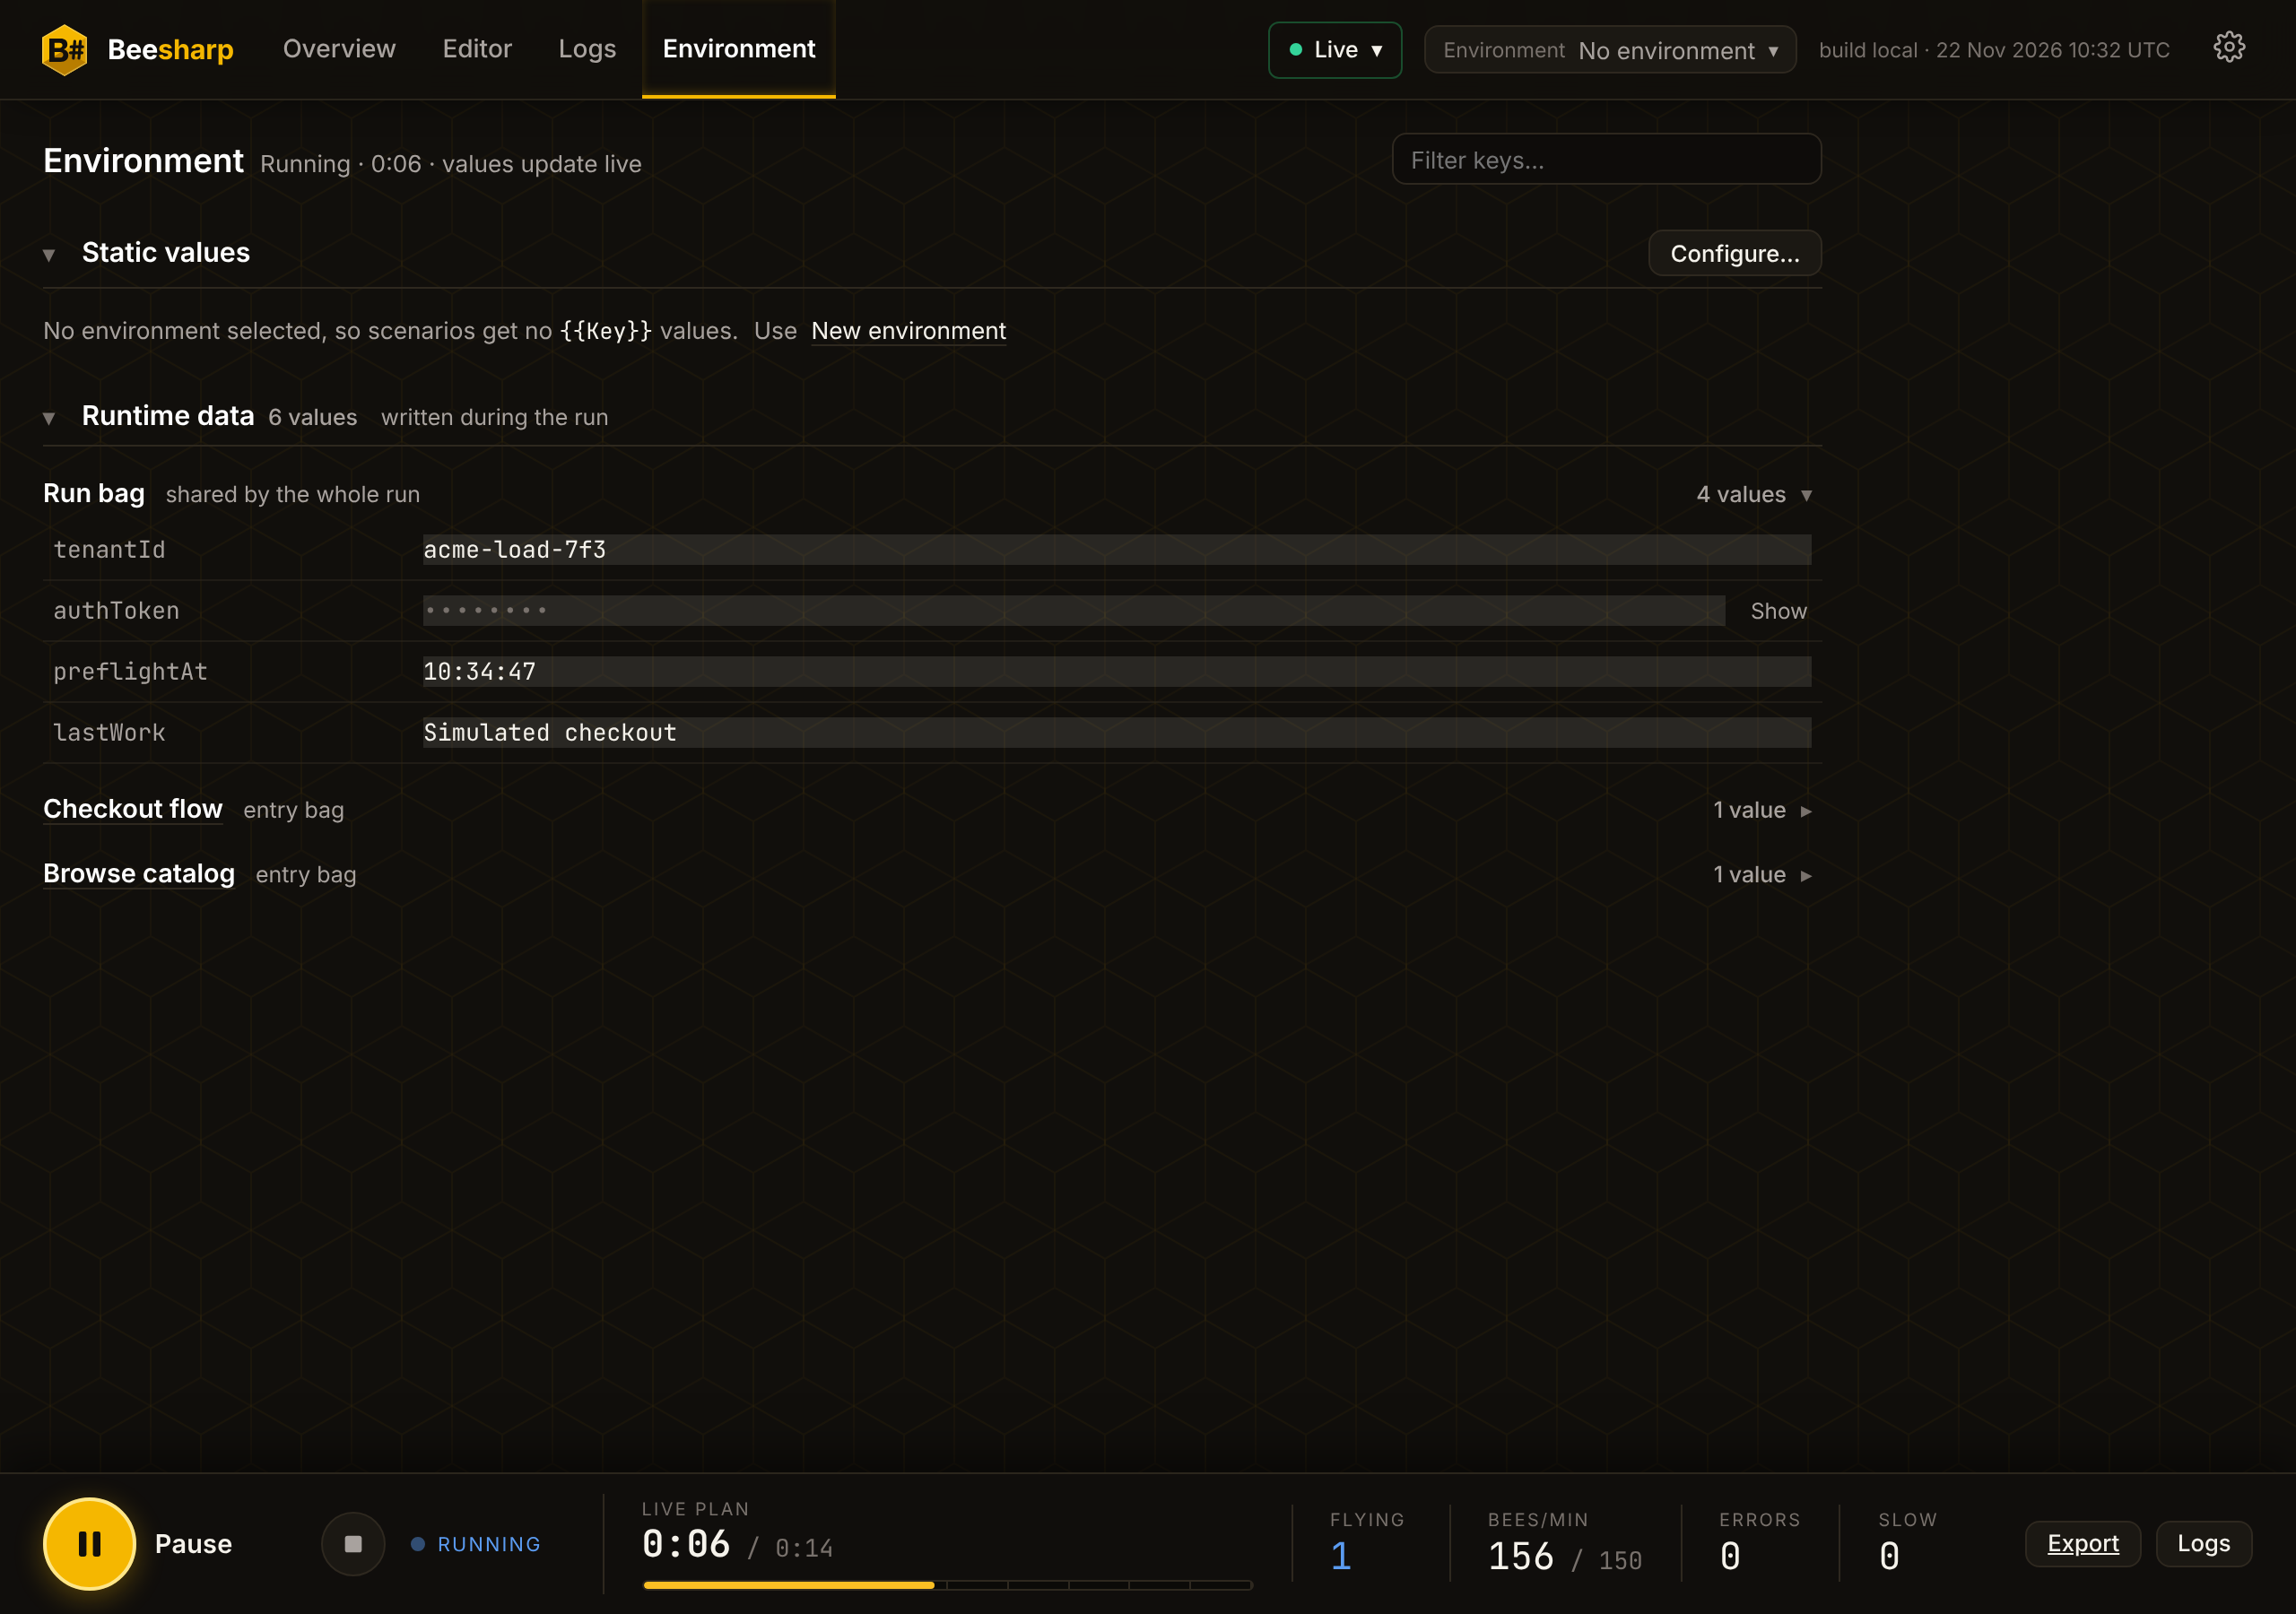 B# Beesharp Overview Editor Logs Environment Live ▾ Environment No environment ▾ build local · 22 Nov 2026 10:32 UTC
Environment Running · 0:06 · values update live Filter keys...
▾ Static values Configure...
No environment selected, so scenarios get no {{Key}} values. Use New environment
▾ Runtime data 6 values written during the run
Run bag shared by the whole run 4 values ▾
tenantId acme-load-7f3
authToken •••••••• Show
preflightAt 10:34:47
lastWork Simulated checkout
Checkout flow entry bag 1 value ▸
Browse catalog entry bag 1 value ▸
Pause RUNNING
LIVE PLAN
0:06 / 0:14
FLYING
1
BEES/MIN
156 / 150
ERRORS
0
SLOW
0
Export Logs